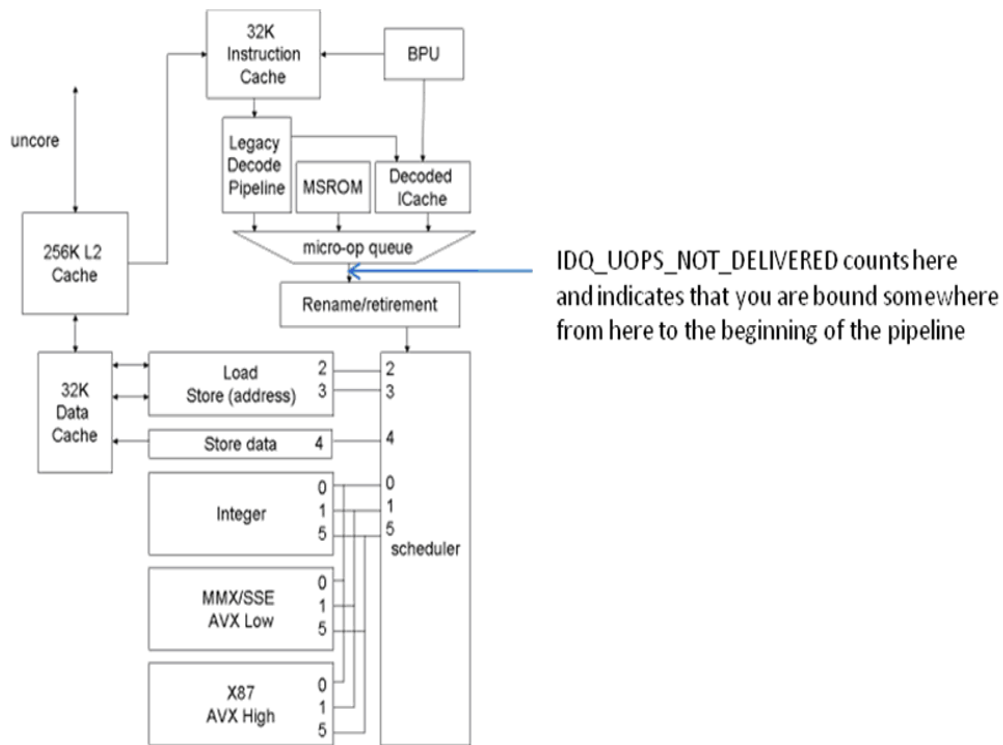 32K
Instruction
Cache
BPU
uncore
Legacy
Decode
Pipeline
MSROM
Decoded
ICache
256K L2
Cache
micro-op queue
IDQ_UOPS_NOT_DELIVERED counts here
and indicates that you are bound somewhere
from here to the beginning of the pipeline
Rename/retirement
32K
Data
Cache
Load 2 2
Store (address) 3 3
Store data 4 4
Integer
0 0
1 1
5 5
scheduler
MMX/SSE
AVX Low
0
1
5
X87
AVX High
0
1
5